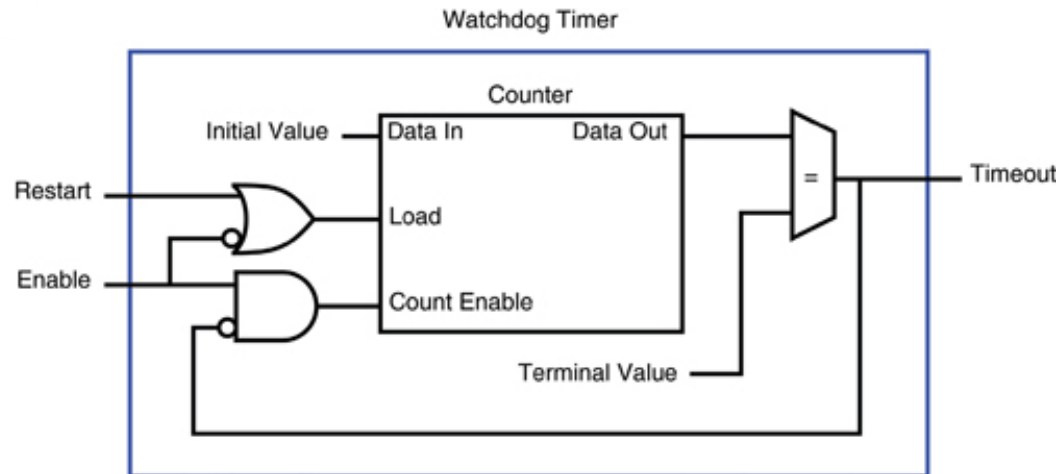 Watchdog Timer
Counter
Initial Value
Data In
Data Out
Restart
Load
=
Timeout
Enable
Count Enable
Terminal Value